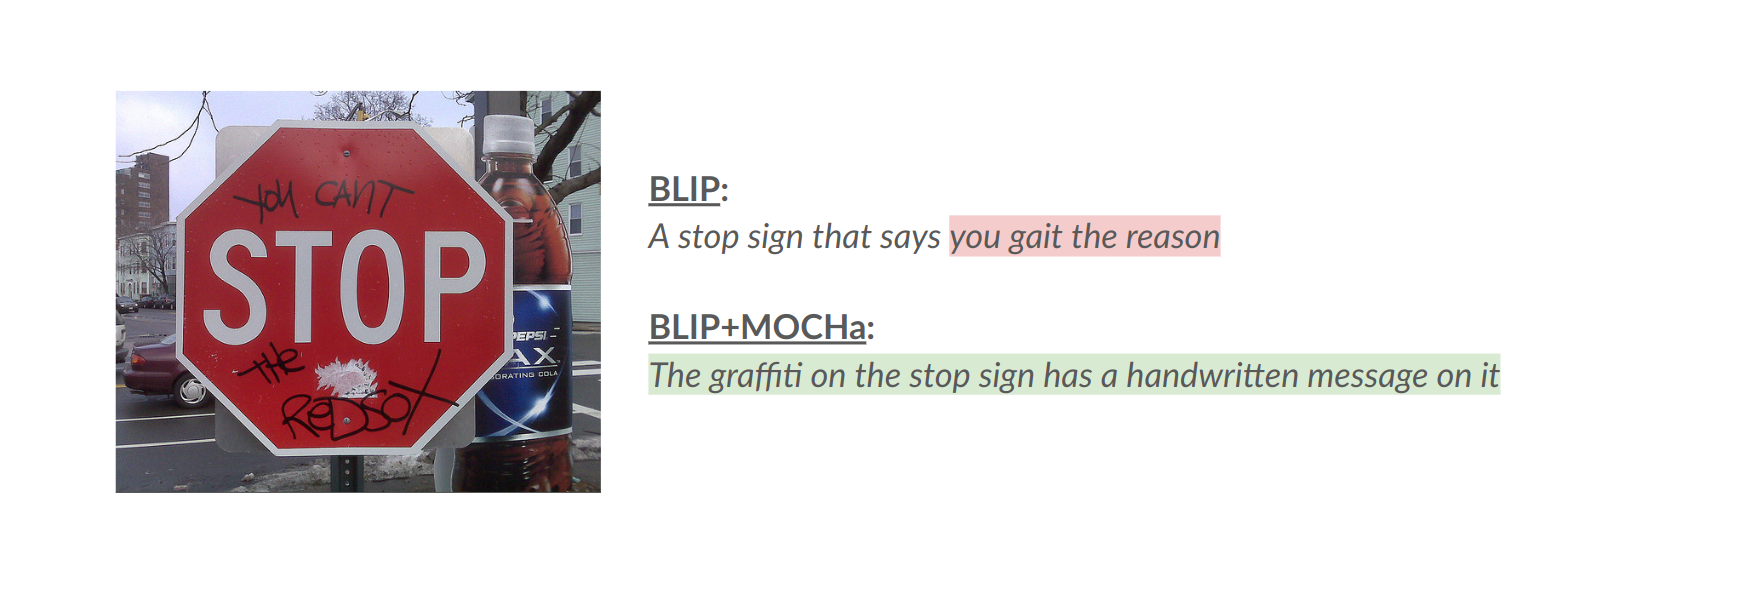 YOU CANT
STOP
THE
REDSOX
PEPSI
AX
ORATING COLA
BLIP:
A stop sign that says you gait the reason
BLIP+MOCHa:
The graffiti on the stop sign has a handwritten message on it